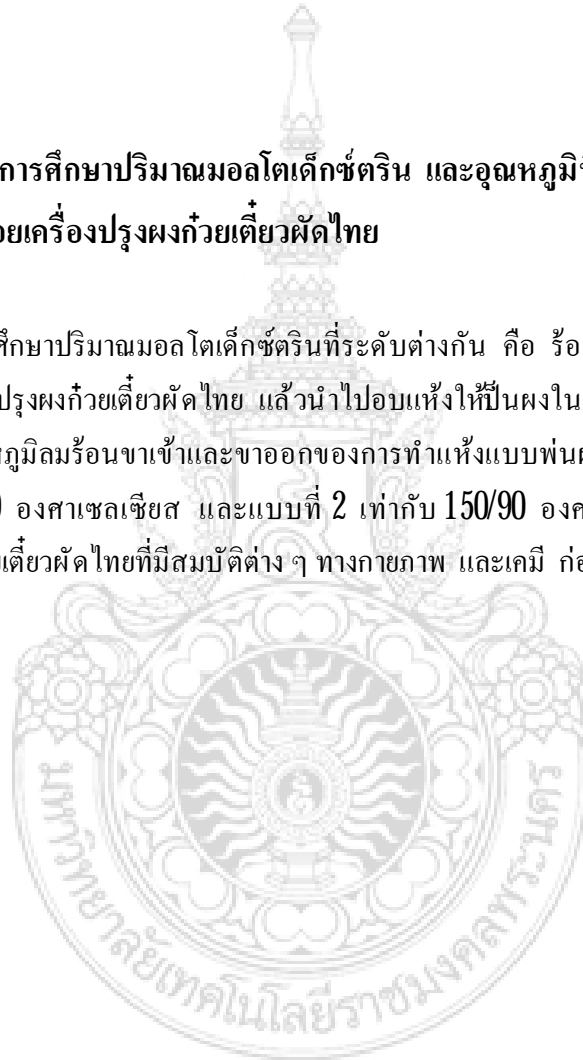 การศึกษาปริมาณมอลโตเด็กซ์ตริน และอุณหภูมิ
ยเครื่องปรุงผงก๋วยเตี๋ยวผัดไทย
ศึกษาปริมาณมอลโตเด็กซ์ตรินที่ระดับต่างกัน คือ ร้อ
ปรุงผงก๋วยเตี๋ยวผัดไทย แล้วนำไปอบแห้งให้ป็นผงใน
ภูมิลมร้อนขาเข้าและขาออกของการทำแห้งแบบพ่น
องศาเซลเซียส และแบบที่ 2 เท่ากับ 150/90 องศ
เตี๋ยวผัดไทยที่มีสมบัติต่าง ๆ ทางกายภาพ และเคมี ก่อ
มหาวิทยาลัยเทคโนโลยีราชมงคลพระนคร